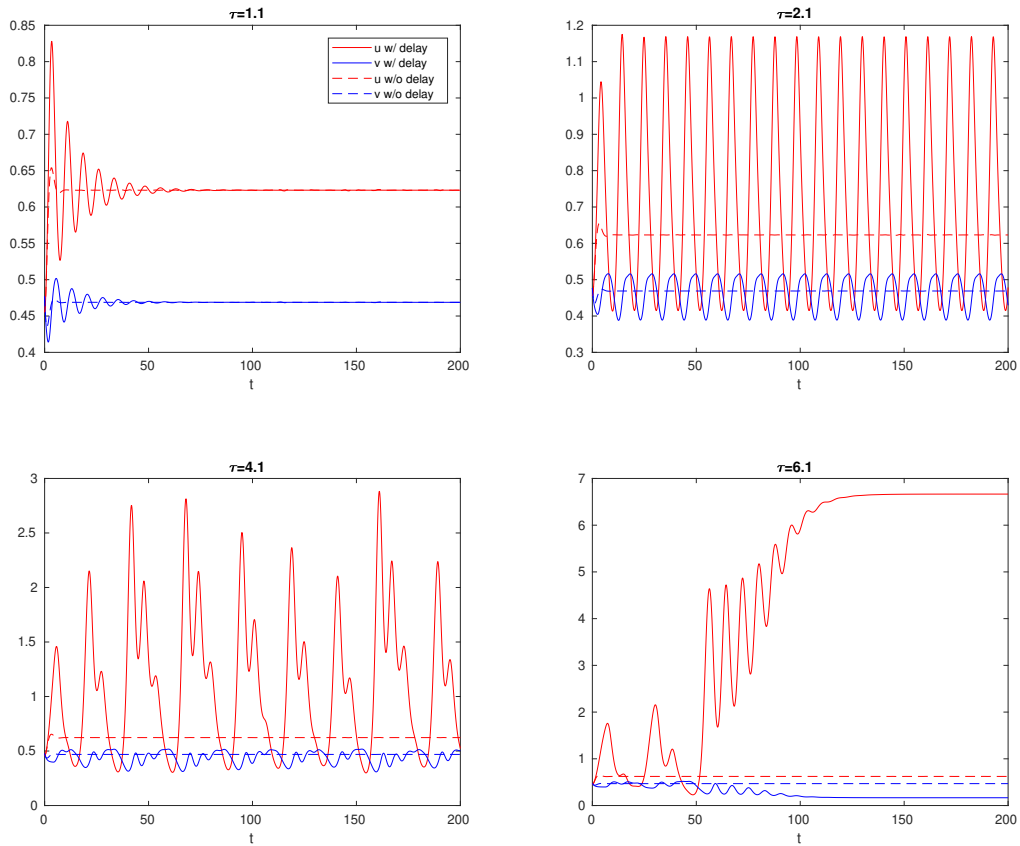 τ=1.1
0.85
0.8
0.75
0.7
0.65
0.6
0.55
0.5
0.45
0.4
0 50 100 150 200
t
u w/ delay
v w/ delay
u w/o delay
v w/o delay
τ=2.1
1.2
1.1
1
0.9
0.8
0.7
0.6
0.5
0.4
0.3
0 50 100 150 200
t
τ=4.1
3
2.5
2
1.5
1
0.5
0
0 50 100 150 200
t
τ=6.1
7
6
5
4
3
2
1
0
0 50 100 150 200
t